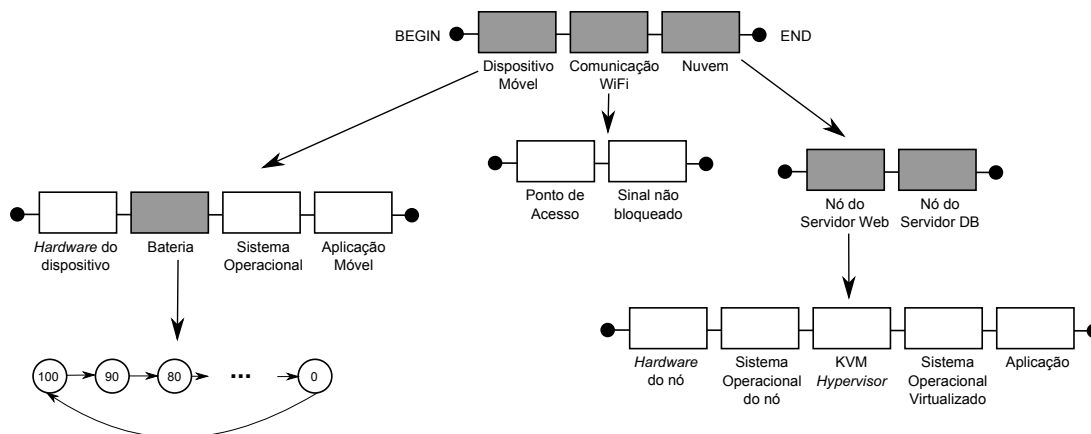 BEGIN
END
Dispositivo
Móvel
Comunicação
WiFi
Nuvem
Hardware do
dispositivo
Bateria
Sistema
Operacional
Aplicação
Móvel
Ponto de
Acesso
Sinal não
bloqueado
Nó do
Servidor Web
Nó do
Servidor DB
100
90
80
...
0
Hardware
do nó
Sistema
Operacional
do nó
KVM
Hypervisor
Sistema
Operacional
Virtualizado
Aplicação